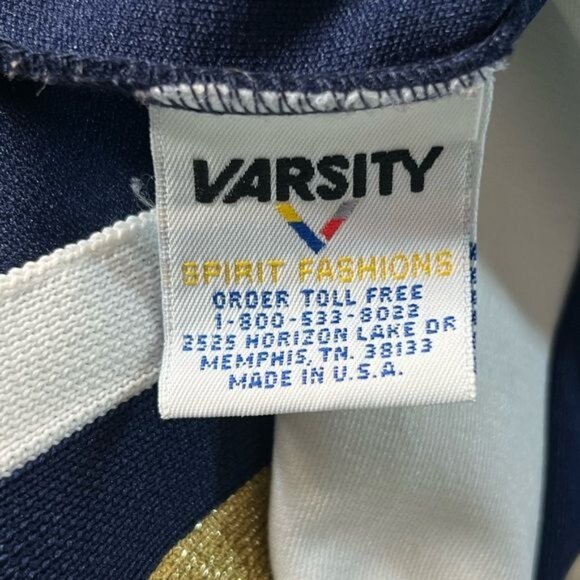 VARSITY
SPIRIT FASHIONS
ORDER TOLL FREE
1-800-533-8022
2525 HORIZON LAKE DR
MEMPHIS, TN. 38133
MADE IN U.S.A.